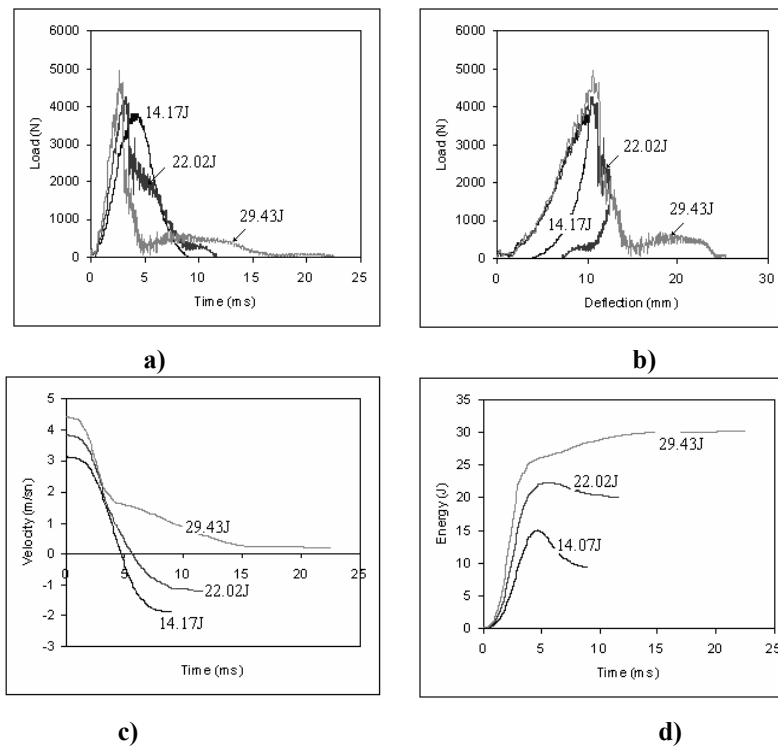 6000
5000
4000
3000
2000
1000
0
Load (N)
14.17J
22.02J
29.43J
0 5 10 15 20 25
Time (ms)
a)
6000
5000
4000
3000
2000
1000
0
Load (N)
22.02J
29.43J
14.17J
0 10 20 30
Deflection (mm)
b)
5
4
3
2
1
0
-1
-2
-3
Velocity (m/sn)
29.43J
0 5 10 15 20 25
22.02J
14.17J
Time (ms)
c)
35
30
25
20
15
10
5
0
Energy (J)
29.43J
22.02J
14.07J
0 5 10 15 20 25
Time (ms)
d)